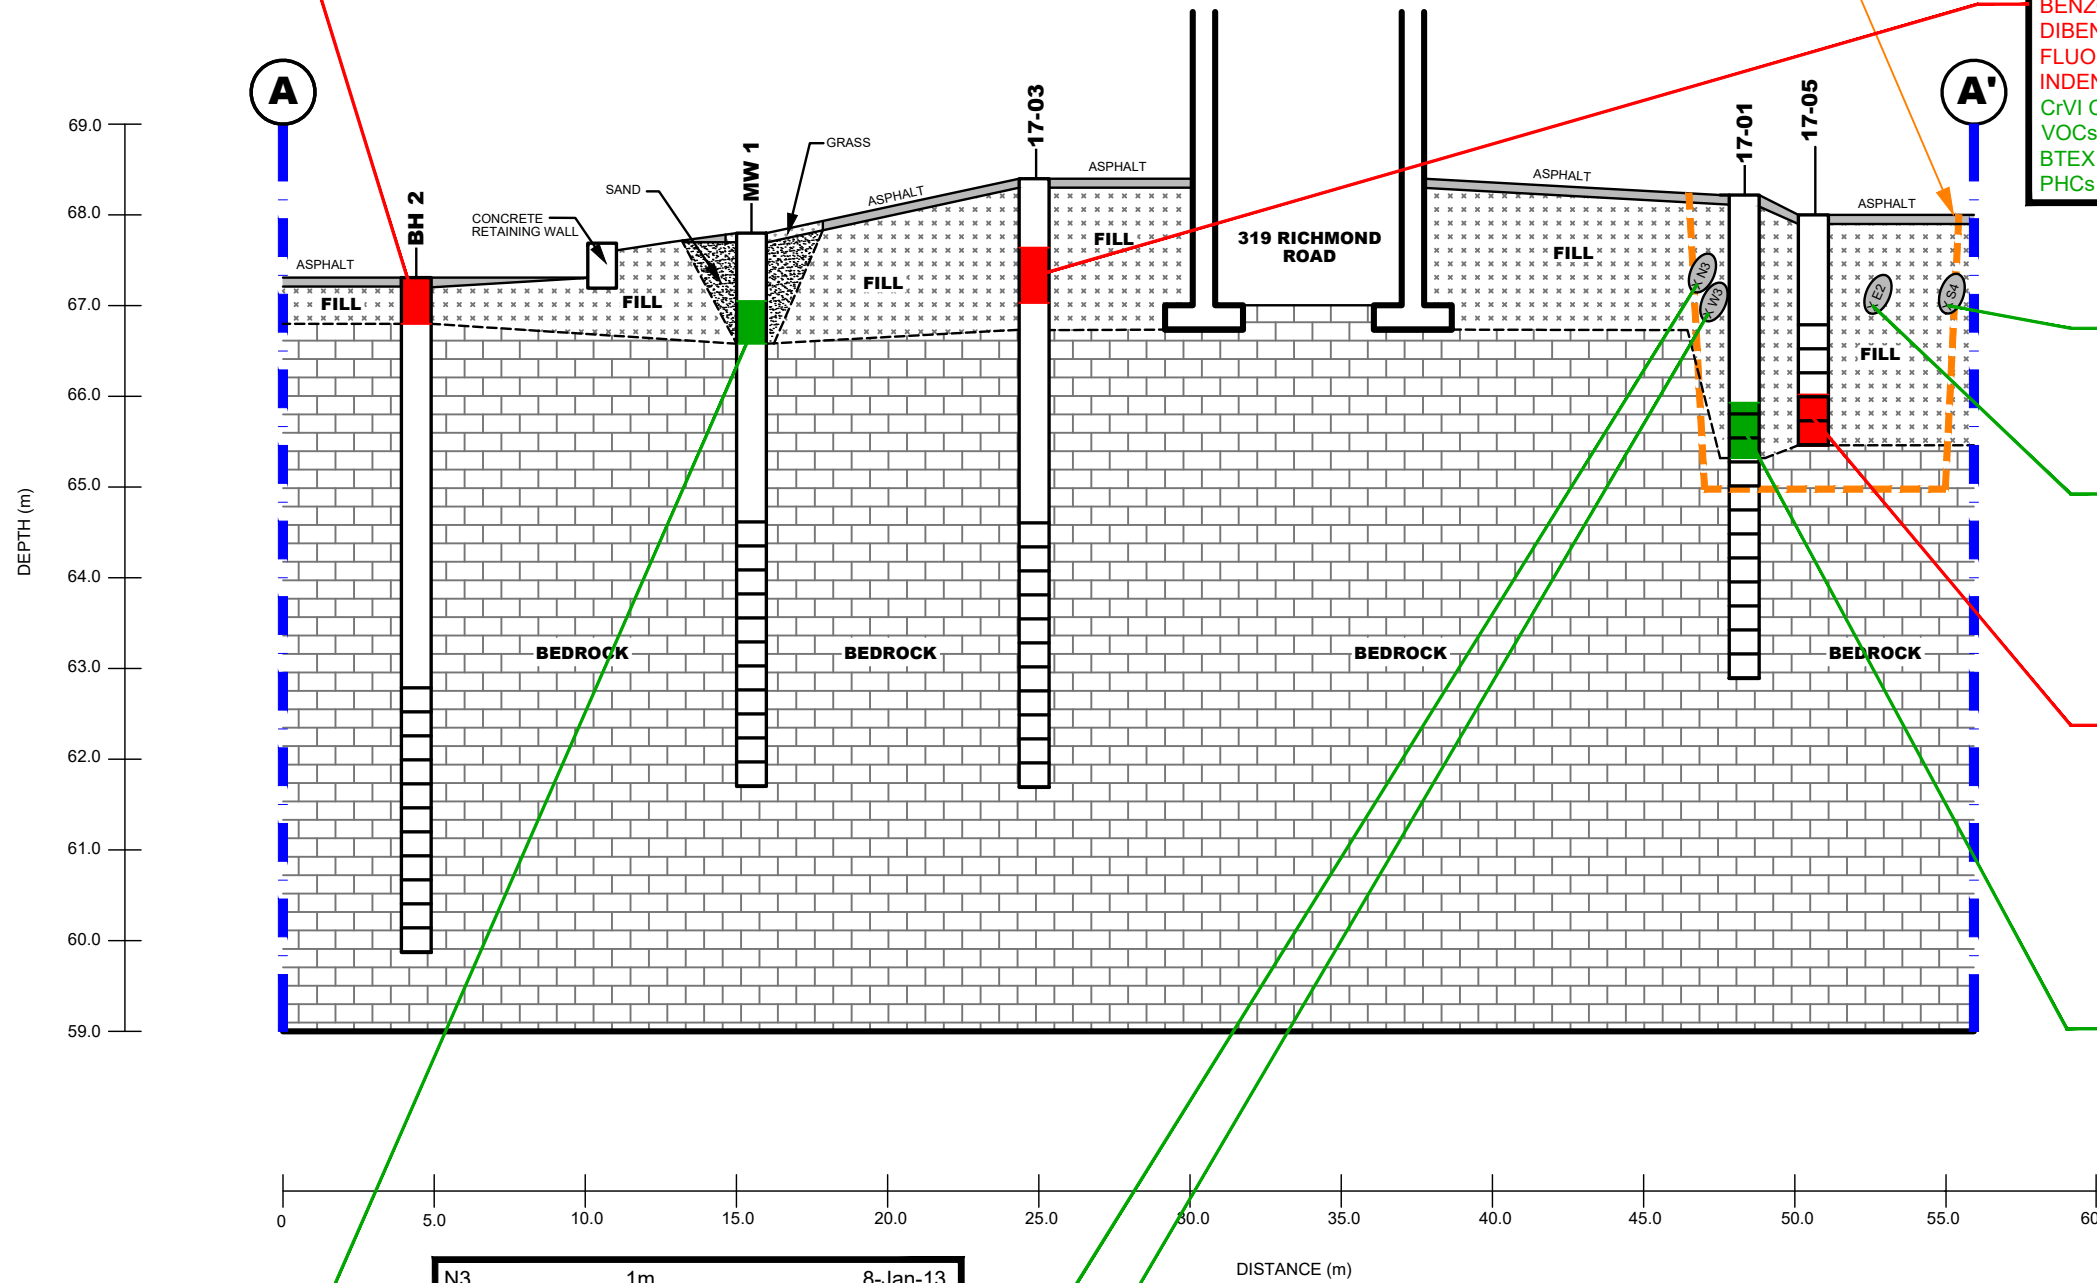 BENZ
DIBEN
FLUO
INDEN
CrVI
VOCs
BTEX
PHCs
A
A'
69.0
68.0
67.0
66.0
65.0
64.0
63.0
62.0
61.0
60.0
59.0
DEPTH (m)
BH 2
MW 1
17-03
17-01
17-05
GRASS
SAND
CONCRETE
RETAINING WALL
ASPHALT
ASPHALT
ASPHALT
ASPHALT
ASPHALT
FILL
FILL
FILL
FILL
FILL
FILL
319 RICHMOND
ROAD
X N3
X W3
X E2
X S4
BEDROCK
BEDROCK
BEDROCK
BEDROCK
0
5.0
10.0
15.0
20.0
25.0
30.0
35.0
40.0
45.0
50.0
55.0
60
DISTANCE (m)
N3 1m 8-Jan-13